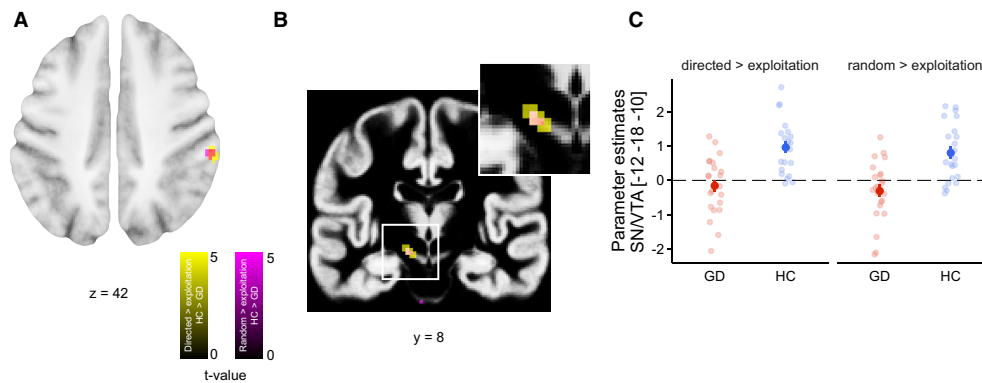 A
z = 42
Directed > exploitation
HC > GD
5
0
Random > exploitation
HC > GD
5
0
t-value
B
y = 8
C
directed > exploitation
random > exploitation
Parameter estimates
SN/VTA [-12 -18 -10]
2
1
0
-1
-2
GD
HC
GD
HC